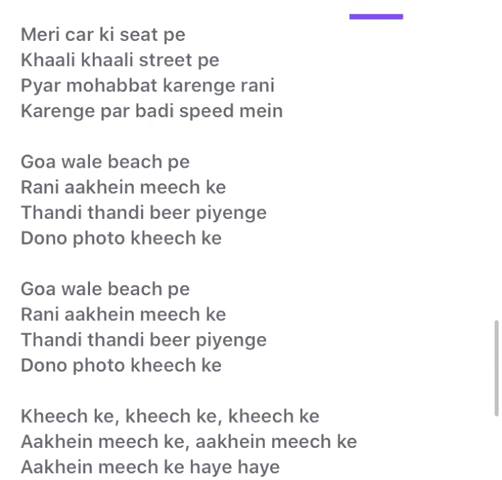 Meri car ki seat pe
Khaali khaali street pe
Pyar mohabbat karenge rani
Karenge par badi speed mein
Goa wale beach pe
Rani aakhein meech ke
Thandi thandi beer piyenge
Dono photo kheech ke
Goa wale beach pe
Rani aakhein meech ke
Thandi thandi beer piyenge
Dono photo kheech ke
Kheech ke, kheech ke, kheech ke
Aakhein meech ke, aakhein meech ke
Aakhein meech ke haye haye